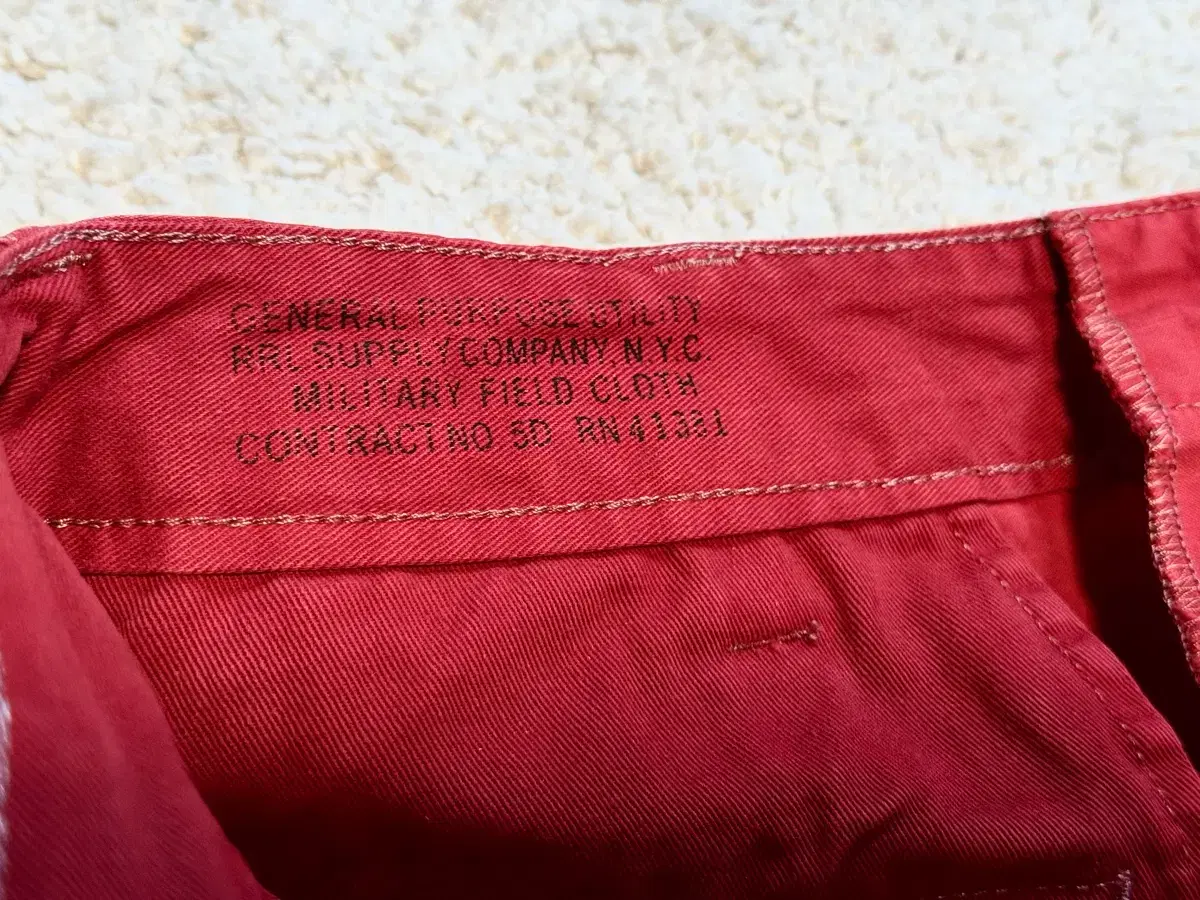 GENERAL PURPOSE UTILITY
RRL SUPPLY COMPANY N.Y.C.
MILITARY FIELD CLOTH
CONTRACT NO 5D RN 41381